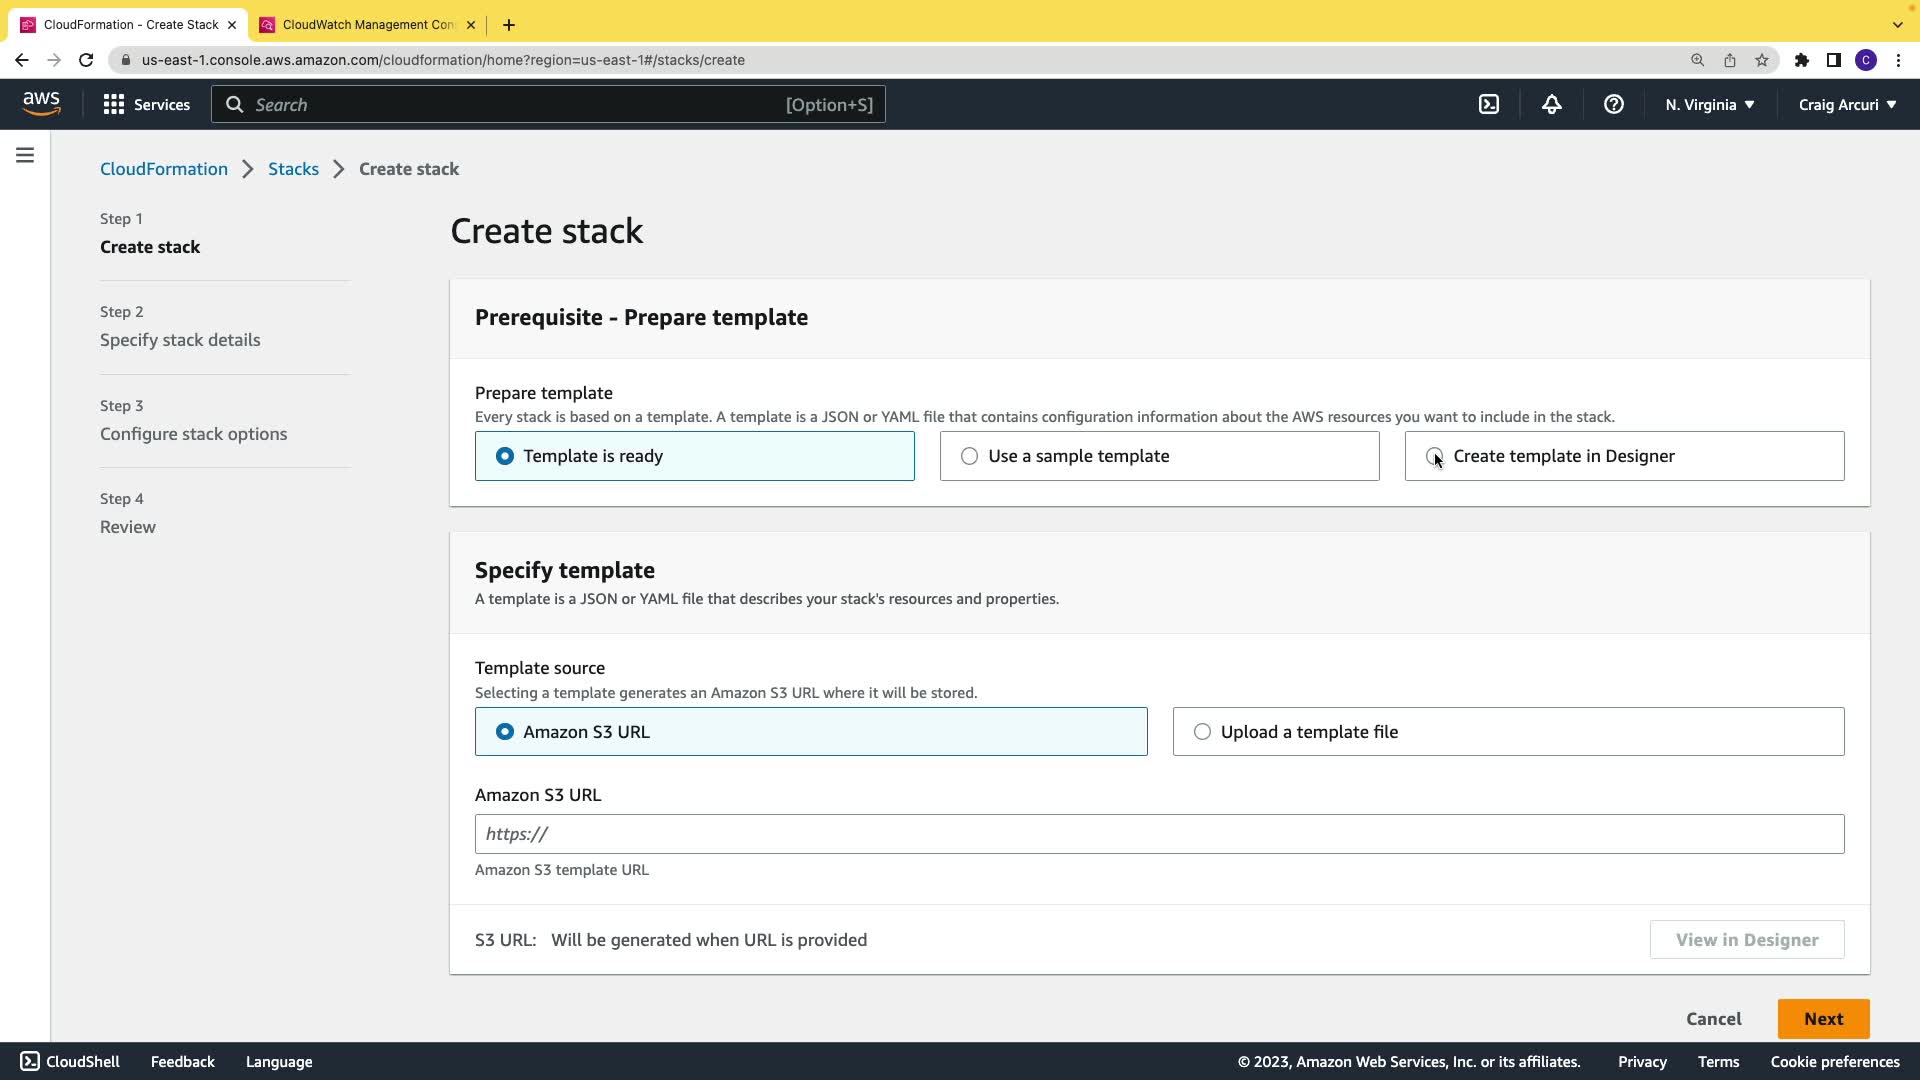 CloudFormation - Create Stack
CloudWatch Management Con
us-east-1.console.aws.amazon.com/cloudformation/home?region=us-east-1#/stacks/create
C
aws
Services
Search
[Option+S]
N. Virginia
Craig Arcuri
CloudFormation
Stacks
Create stack
Step 1
Create stack
Step 2
Specify stack details
Step 3
Configure stack options
Step 4
Review
Create stack
Prerequisite - Prepare template
Prepare template
Every stack is based on a template. A template is a JSON or YAML file that contains configuration information about the AWS resources you want to include in the stack.
Template is ready
Use a sample template
Create template in Designer
Specify template
A template is a JSON or YAML file that describes your stack's resources and properties.
Template source
Selecting a template generates an Amazon S3 URL where it will be stored.
Amazon S3 URL
Upload a template file
Amazon S3 URL
https://
Amazon S3 template URL
S3 URL: Will be generated when URL is provided
View in Designer
Cancel
Next
CloudShell
Feedback
Language
© 2023, Amazon Web Services, Inc. or its affiliates.
Privacy
Terms
Cookie preferences